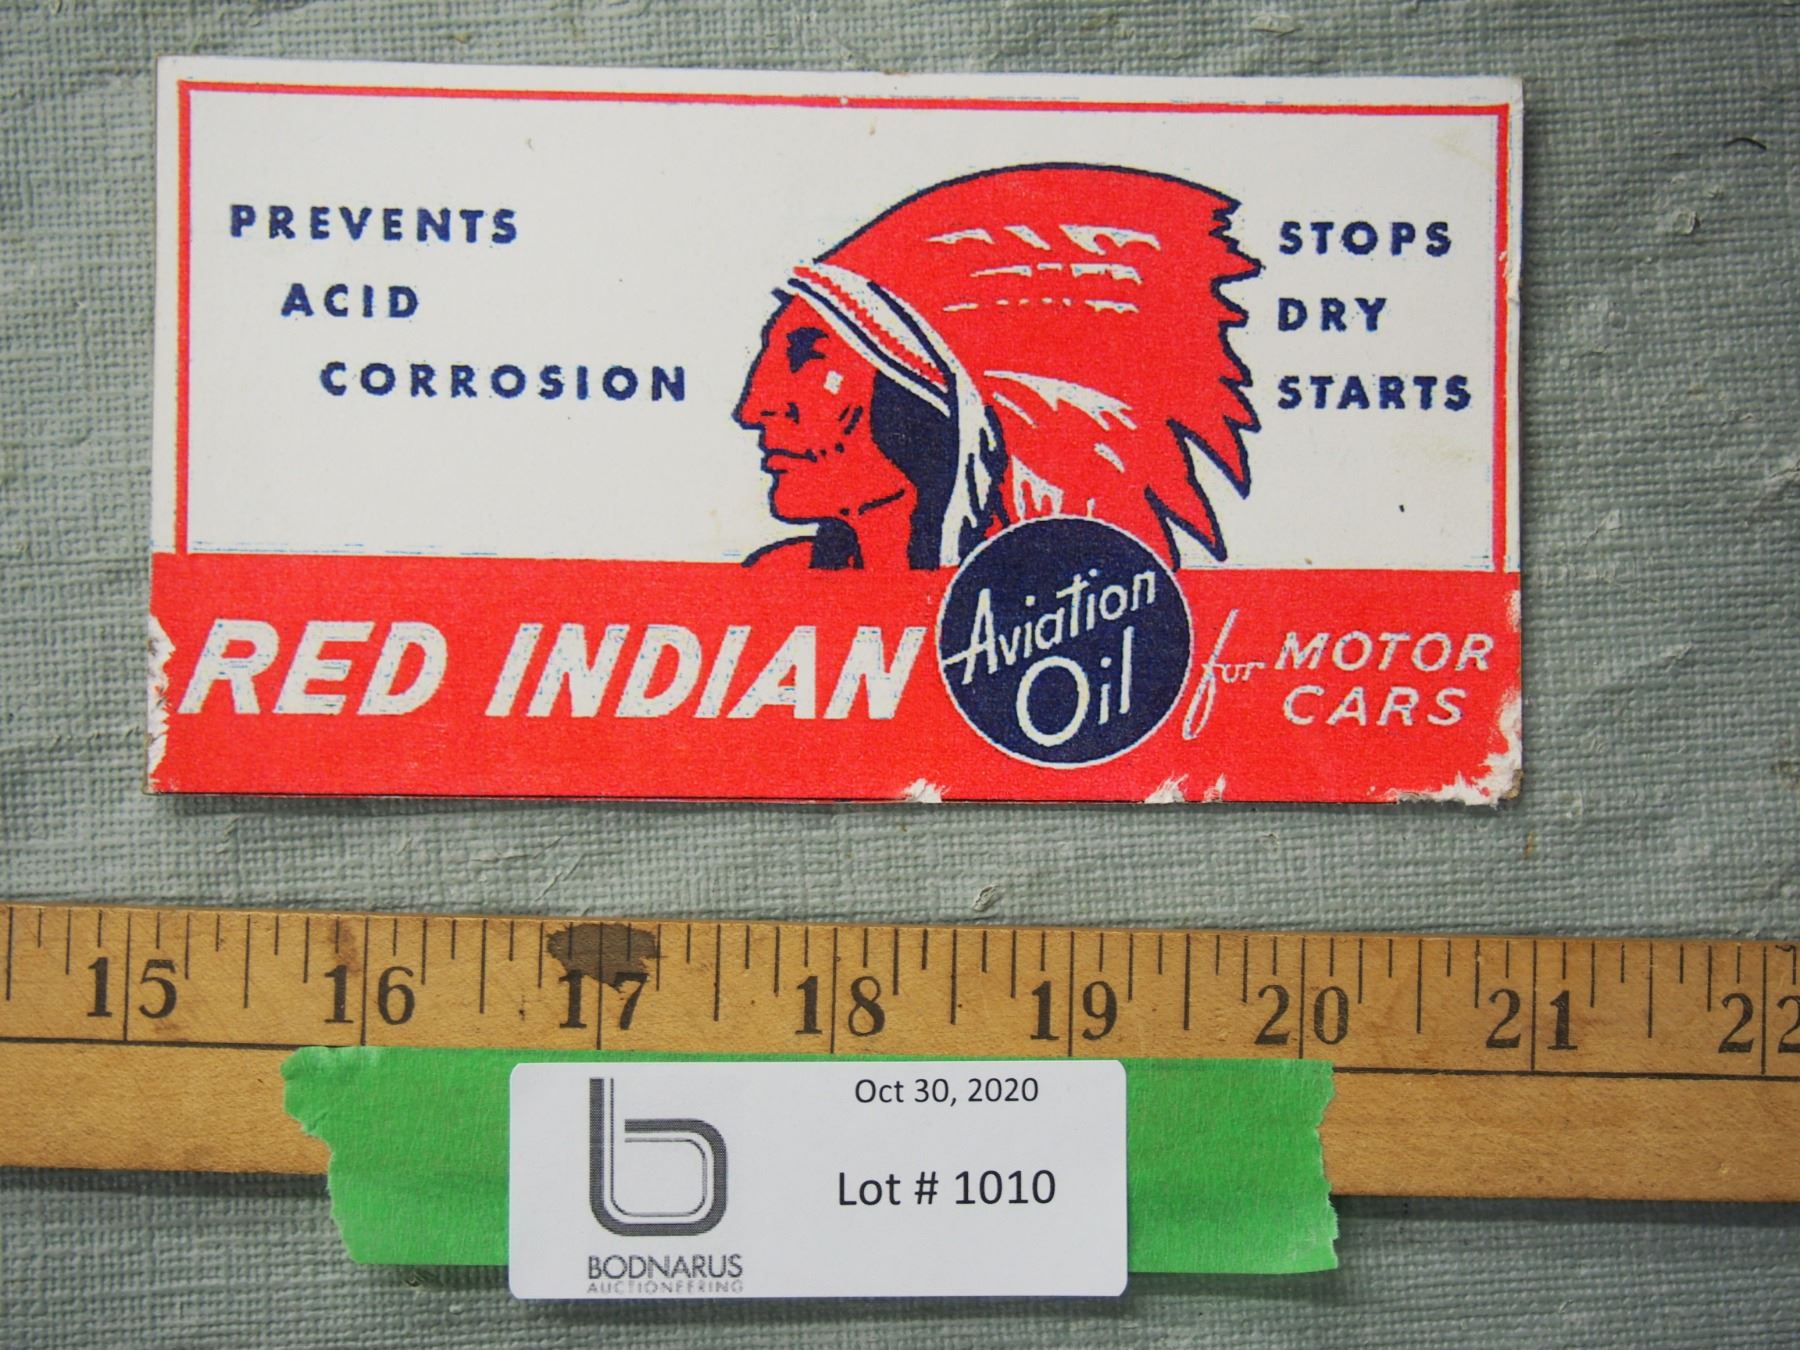 PREVENTS
ACID
CORROSION
STOPS
DRY
STARTS
RED INDIAN
Aviation
Oil
for MOTOR
CARS
15 16 17 18 19 20 21 22
Oct 30, 2020
Lot # 1010
BODNARUS
AUCTIONEERING